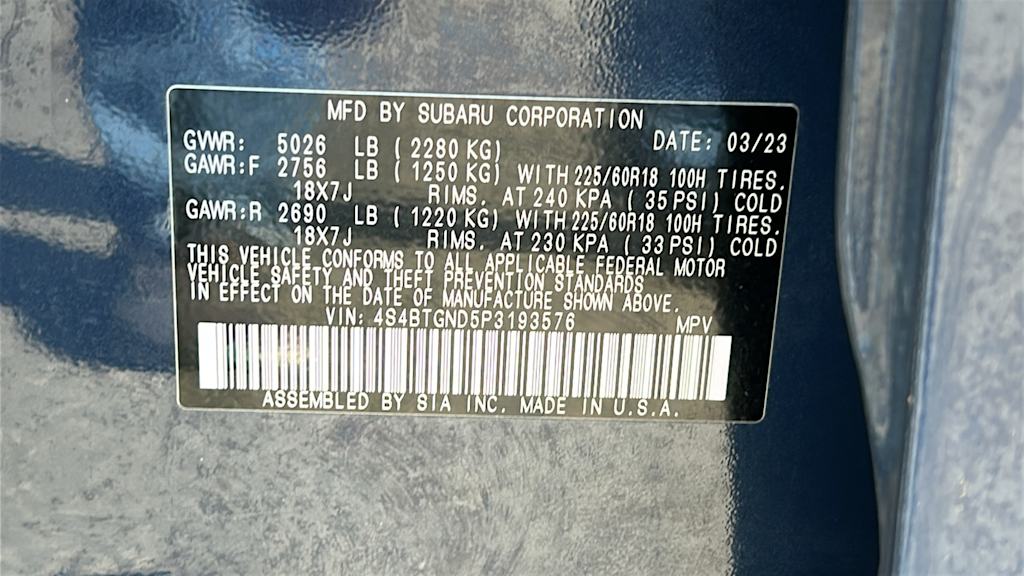 MFD BY SUBARU CORPORATION
GVWR: 5026 LB ( 2280 KG) DATE: 03/23
GAWR:F 2756 LB ( 1250 KG) WITH 225/60R18 100H TIRES,
18X7J RIMS, AT 240 KPA ( 35 PSI) COLD
GAWR:R 2690 LB ( 1220 KG) WITH 225/60R18 100H TIRES,
18X7J RIMS, AT 230 KPA ( 33 PSI) COLD
THIS VEHICLE CONFORMS TO ALL APPLICABLE FEDERAL MOTOR
VEHICLE SAFETY AND THEFT PREVENTION STANDARDS
IN EFFECT ON THE DATE OF MANUFACTURE SHOWN ABOVE.
VIN: 4S4BTGND5P3193576 MPV
ASSEMBLED BY SIA INC. MADE IN U.S.A.